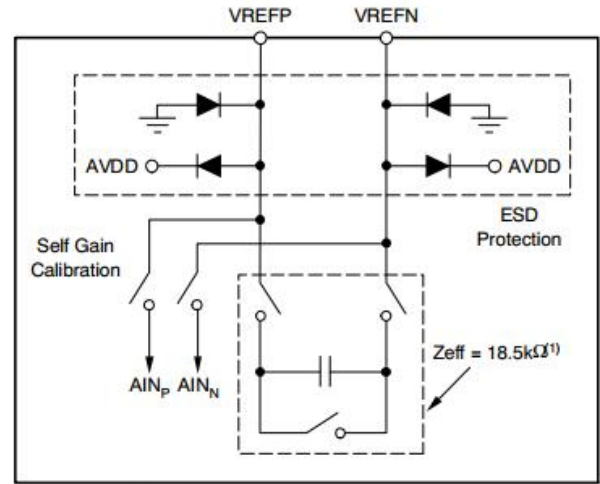 VREFP VREFN
AVDD AVDD
ESD
Protection
Self Gain
Calibration
Zeff = 18.5kΩ(1)
AINP AINN